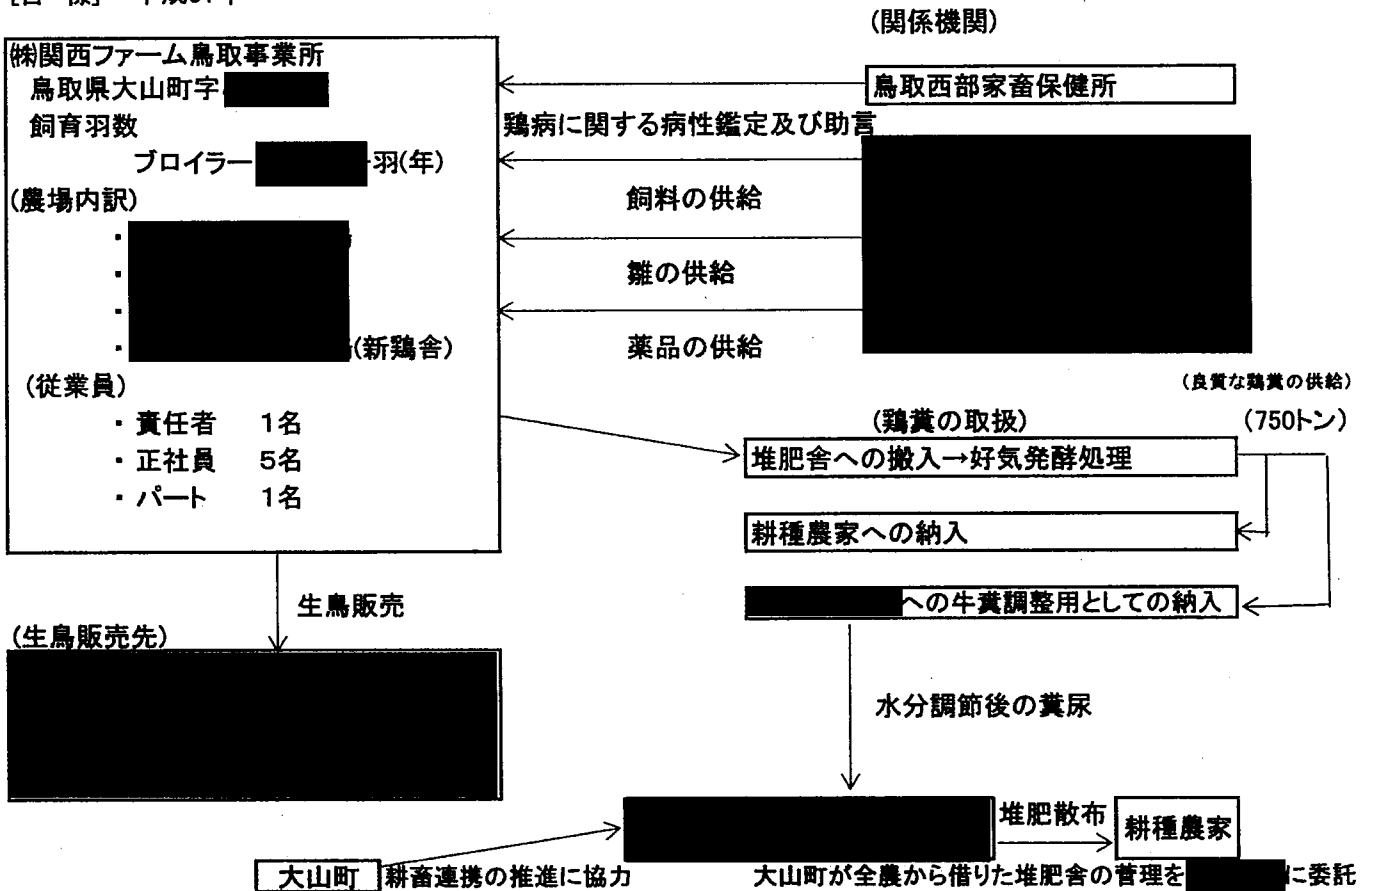 (関係機関)
㈱関西ファーム鳥取事業所
鳥取県大山町字
飼育羽数
ブロイラー 羽(年)
(農場内訳)
・
・
・
・ (新鶏舎)
(従業員)
・責任者 1名
・正社員 5名
・パート 1名
鳥取西部家畜保健所
鶏病に関する病性鑑定及び助言
飼料の供給
雛の供給
薬品の供給
(良質な鶏糞の供給)
(鶏糞の取扱) (750トン)
堆肥舎への搬入→好気発酵処理
耕種農家への納入
への牛糞調整用としての納入
生鳥販売
(生鳥販売先)
水分調節後の糞尿
堆肥散布
耕種農家
大山町 耕畜連携の推進に協力
大山町が全農から借りた堆肥舎の管理を に委託